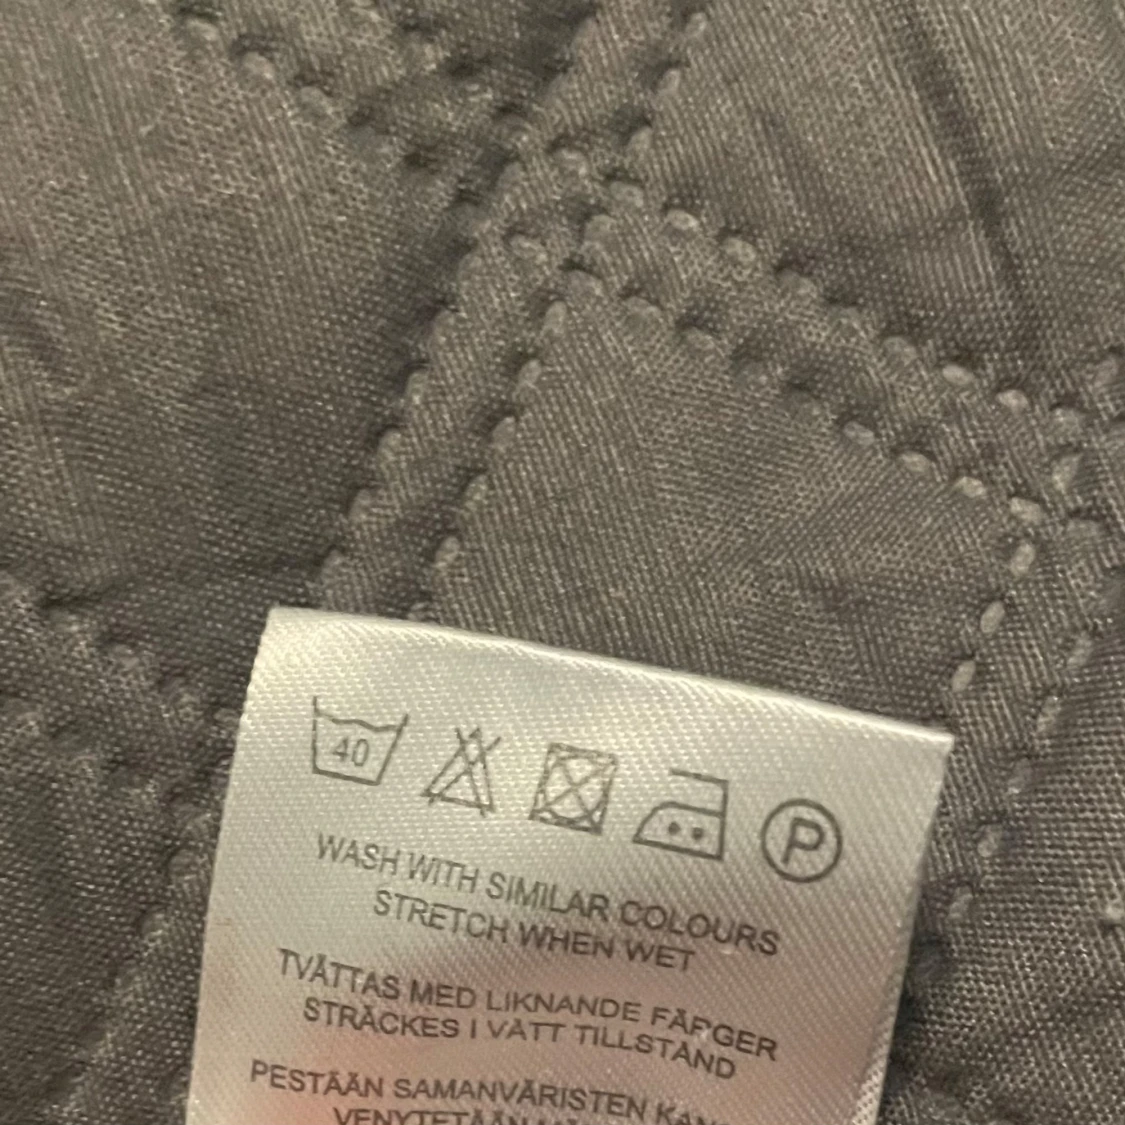 40
P
WASH WITH SIMILAR COLOURS
STRETCH WHEN WET
TVÄTTAS MED LIKNANDE FÄRGER
STRÄCKES I VÅTT TILLSTÅND
PESTÄÄN SAMANVÄRISTEN